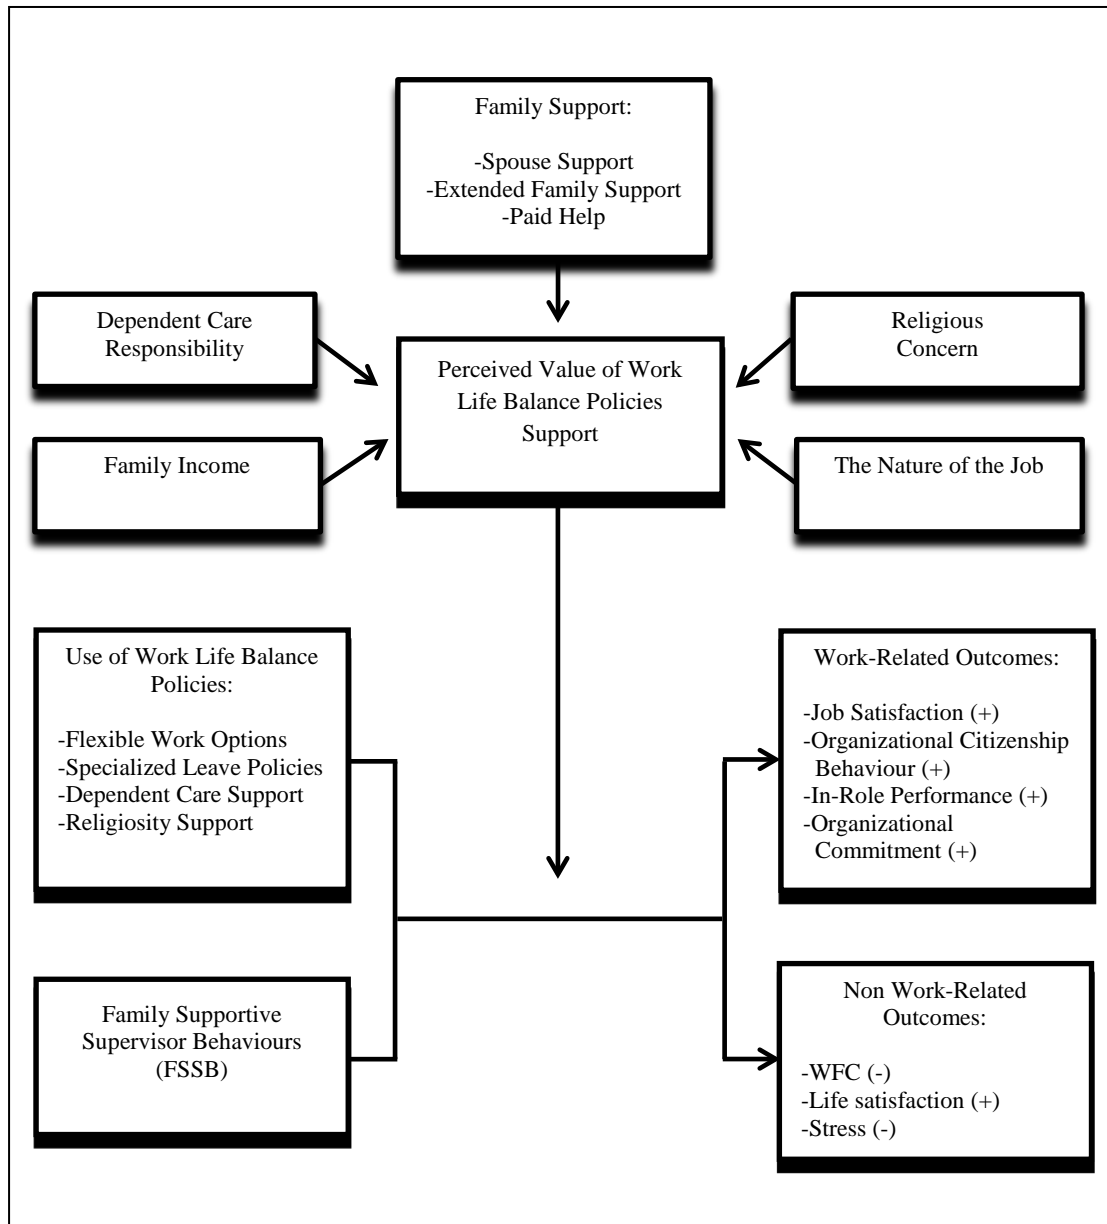 Family Support:
-Spouse Support
-Extended Family Support
-Paid Help
Dependent Care
Responsibility
Religious
Concern
Perceived Value of Work
Life Balance Policies
Support
Family Income
The Nature of the Job
Use of Work Life Balance
Policies:
-Flexible Work Options
-Specialized Leave Policies
-Dependent Care Support
-Religiosity Support
Work-Related Outcomes:
-Job Satisfaction (+)
-Organizational Citizenship
Behaviour (+)
-In-Role Performance (+)
-Organizational
Commitment (+)
Family Supportive
Supervisor Behaviours
(FSSB)
Non Work-Related
Outcomes:
-WFC (-)
-Life satisfaction (+)
-Stress (-)